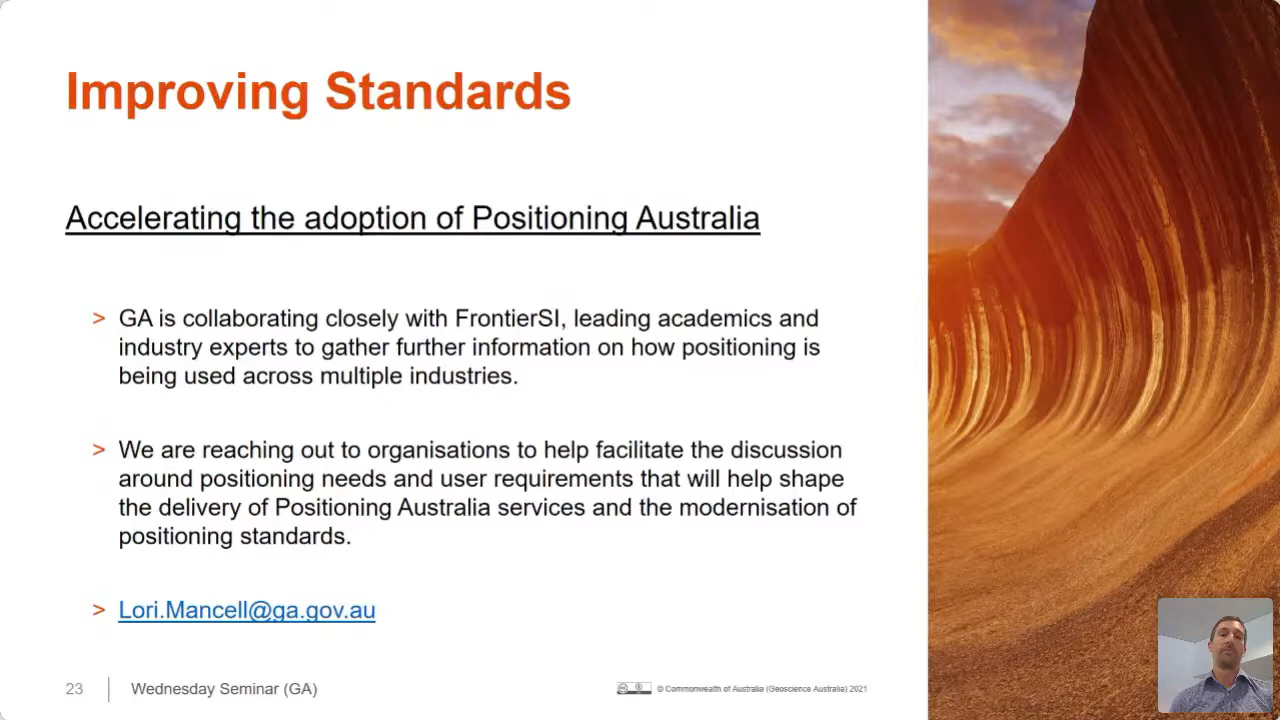 Improving Standards
Accelerating the adoption of Positioning Australia
> GA is collaborating closely with FrontierSI, leading academics and
industry experts to gather further information on how positioning is
being used across multiple industries.
> We are reaching out to organisations to help facilitate the discussion
around positioning needs and user requirements that will help shape
the delivery of Positioning Australia services and the modernisation of
positioning standards.
> Lori.Mancell@ga.gov.au
23 Wednesday Seminar (GA) © Commonwealth of Australia (Geoscience Australia) 2021